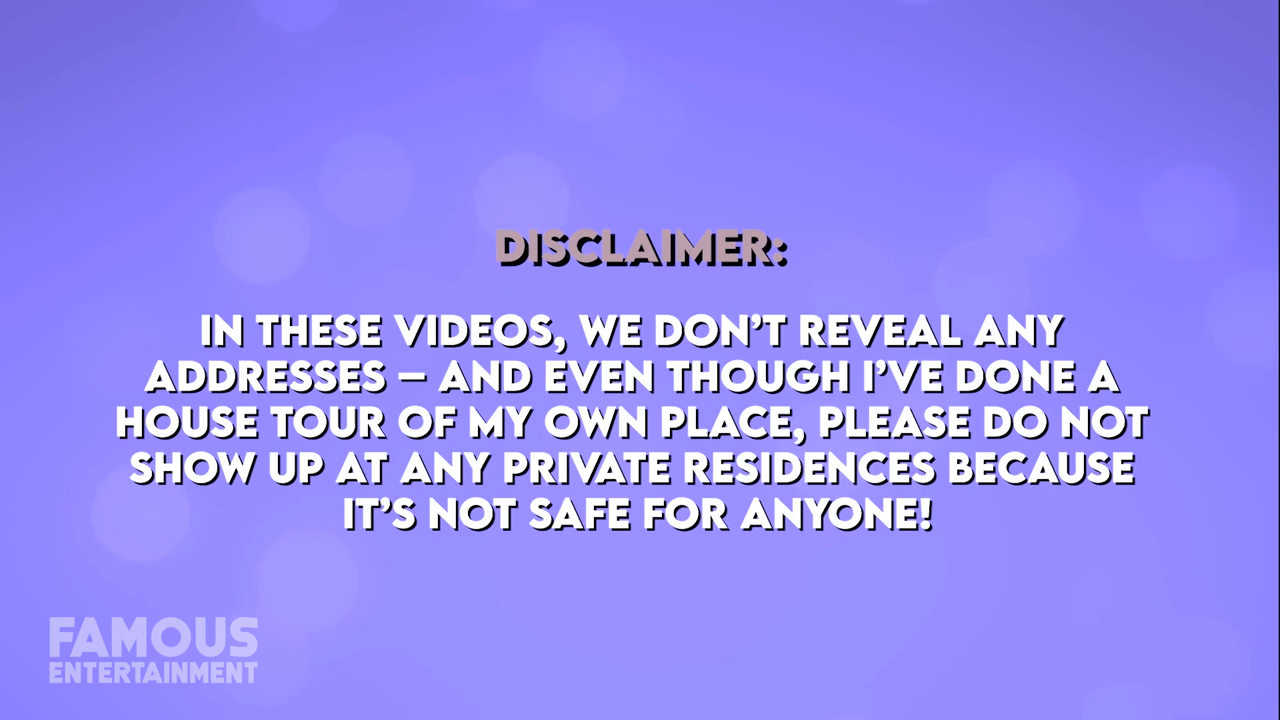 DISCLAIMER:
IN THESE VIDEOS, WE DON'T REVEAL ANY
ADDRESSES – AND EVEN THOUGH I'VE DONE A
HOUSE TOUR OF MY OWN PLACE, PLEASE DO NOT
SHOW UP AT ANY PRIVATE RESIDENCES BECAUSE
IT'S NOT SAFE FOR ANYONE!
FAMOUS
ENTERTAINMENT